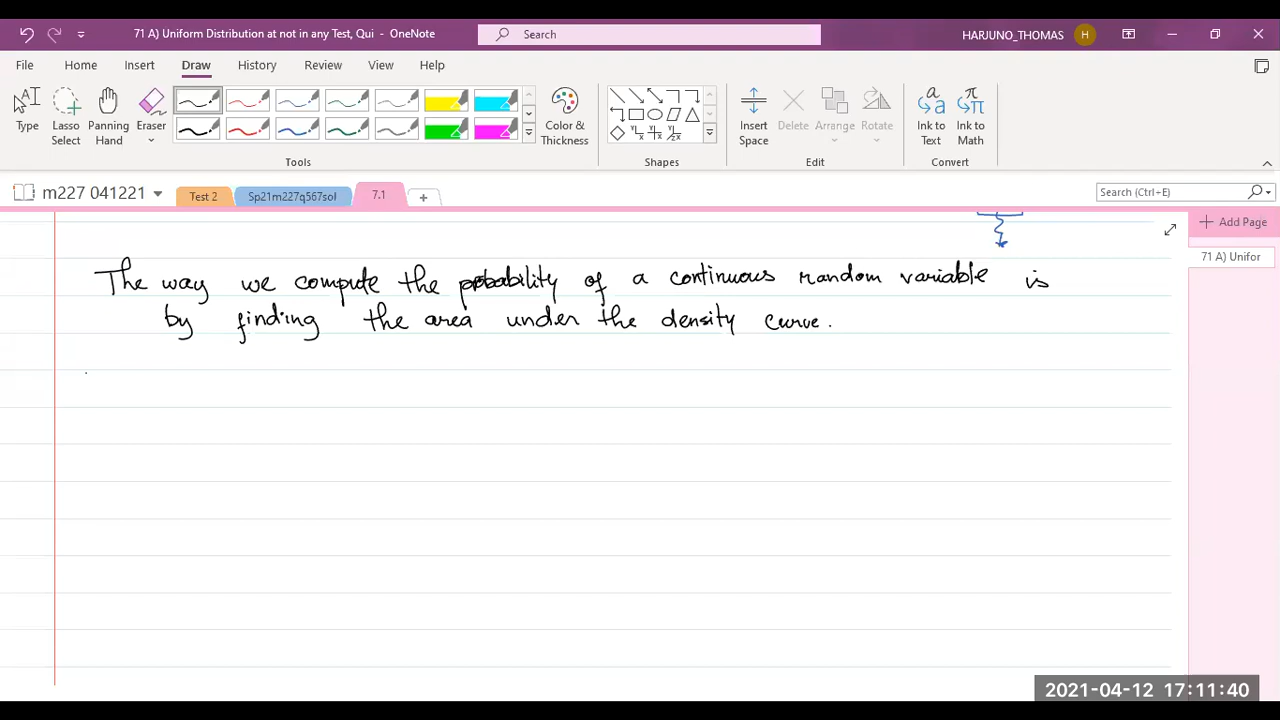 71 A) Uniform Distribution at not in any Test, Qui - OneNote
Search
HARJUNO_THOMAS
H
File Home Insert Draw History Review View Help
Type
Lasso Select
Panning Hand
Eraser
Color & Thickness
Insert Space
Delete
Arrange
Rotate
Ink to Text
Ink to Math
Tools
Shapes
Edit
Convert
m227 041221
Test 2
Sp21m227q567sol
7.1
Search (Ctrl+E)
Add Page
71 A) Unifor
The way we compute the probability of a continuous random variable is
by finding the area under the density curve.
2021-04-12 17:11:40